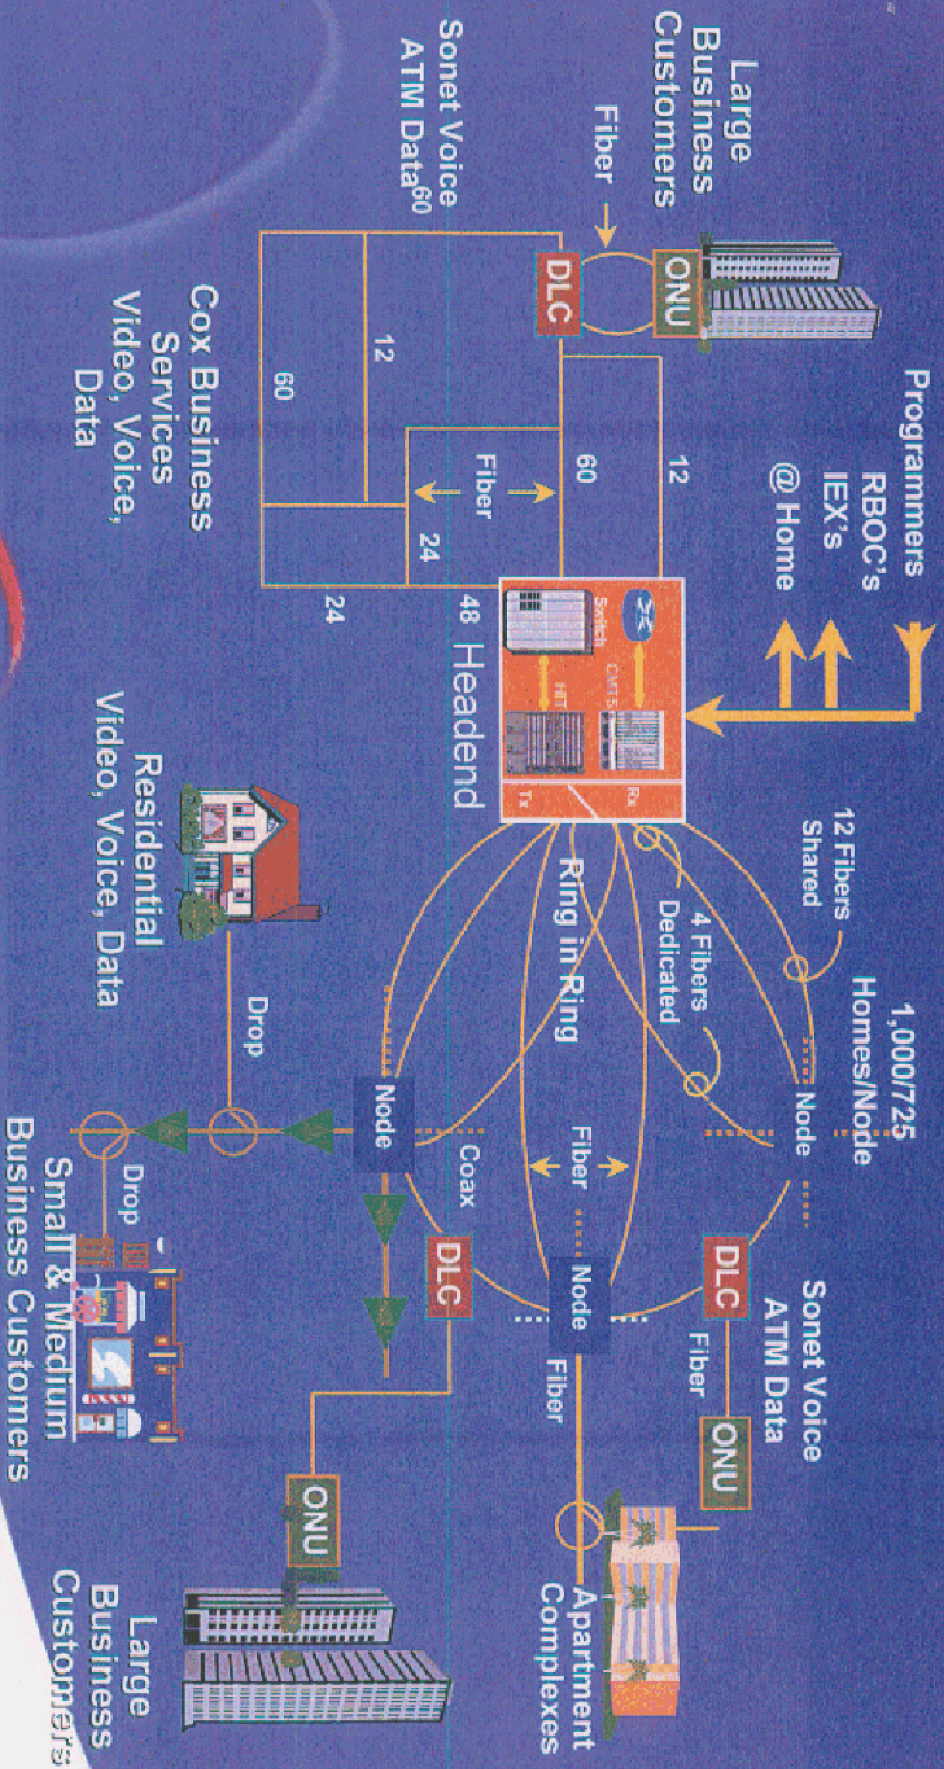 Programmers
RBOC's
IEX's
@ Home
Large
Business
Customers
Fiber
ONU
DLC
Sonet Voice
ATM Data
60
12
60
Fiber
24
12
60
48
24
Cox Business
Services
Video, Voice,
Data
Headend
Switch
CMTS
HIT
Rx
Tx
12 Fibers
Shared
4 Fibers
Dedicated
Ring in Ring
1,000/725
Homes/Node
Node
Fiber
Node
Node
Coax
DLC
DLC
Sonet Voice
ATM Data
Fiber
ONU
Fiber
Apartment
Complexes
Residential
Video, Voice, Data
Drop
Drop
Small & Medium
Business Customers
ONU
Large
Business
Customers